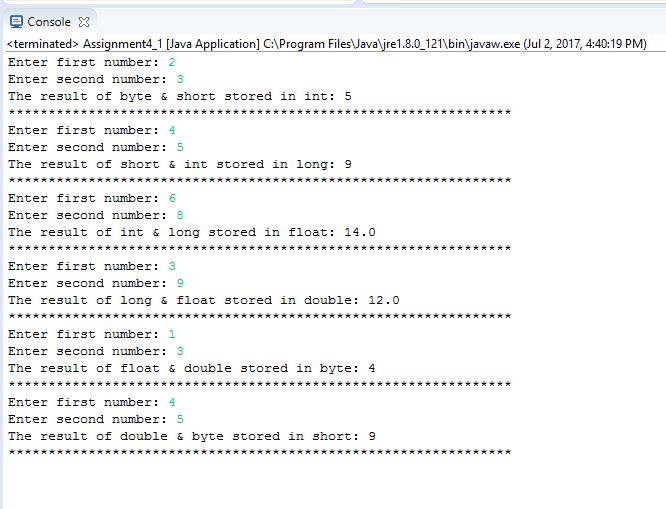 Console
<terminated> Assignment4_1 [Java Application] C:\Program Files\Java\jre1.8.0_121\bin\javaw.exe (Jul 2, 2017, 4:40:19 PM)
Enter first number: 2
Enter second number: 3
The result of byte & short stored in int: 5
************************************************************
Enter first number: 4
Enter second number: 5
The result of short & int stored in long: 9
************************************************************
Enter first number: 6
Enter second number: 8
The result of int & long stored in float: 14.0
************************************************************
Enter first number: 3
Enter second number: 9
The result of long & float stored in double: 12.0
************************************************************
Enter first number: 1
Enter second number: 3
The result of float & double stored in byte: 4
************************************************************
Enter first number: 4
Enter second number: 5
The result of double & byte stored in short: 9
************************************************************